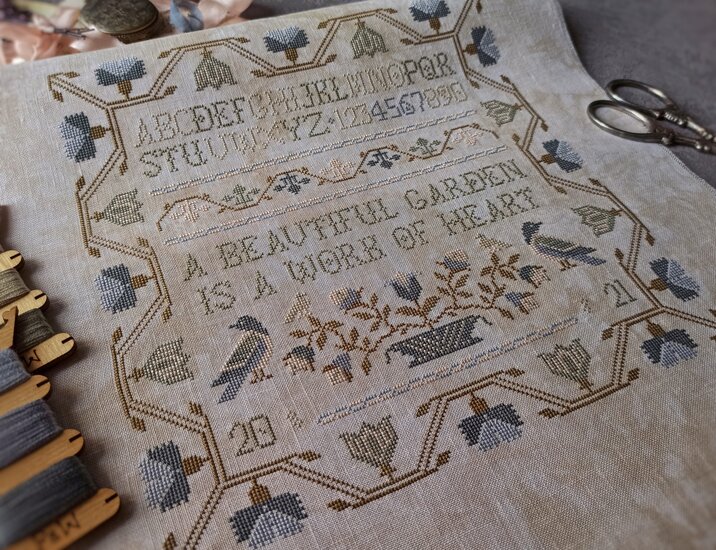 ABCDEFGHIJKLMNOPQR
STUVWXYZ·1234567890
A BEAUTIFUL GARDEN
IS A WORK OF HEART
20
21